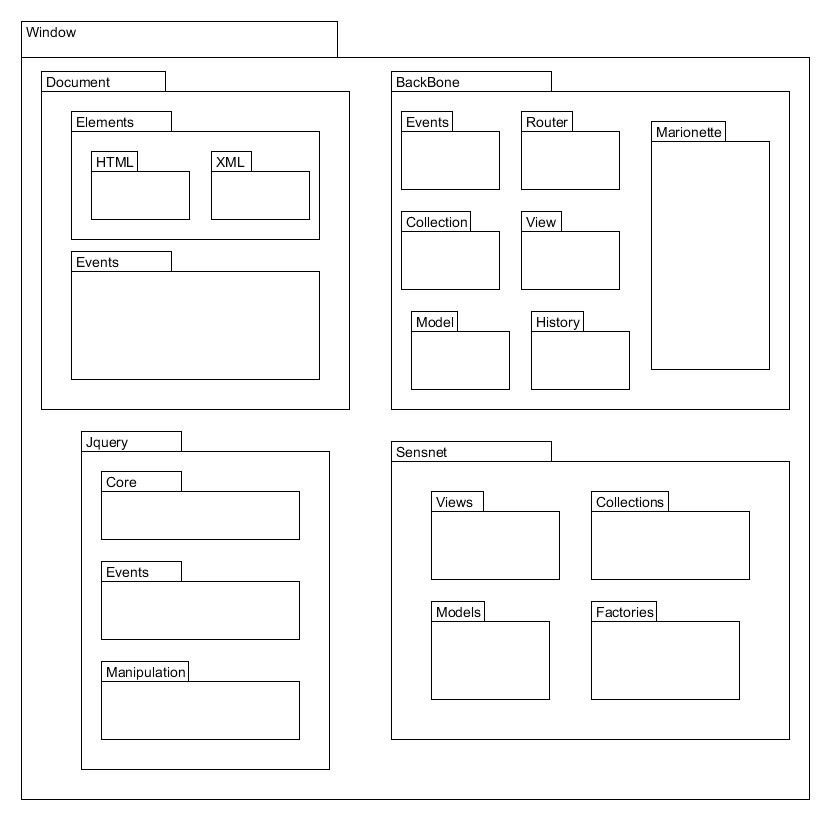 Window
Document
Elements
HTML
XML
Events
BackBone
Events
Router
Marionette
Collection
View
Model
History
Jquery
Core
Events
Manipulation
Sensnet
Views
Collections
Models
Factories